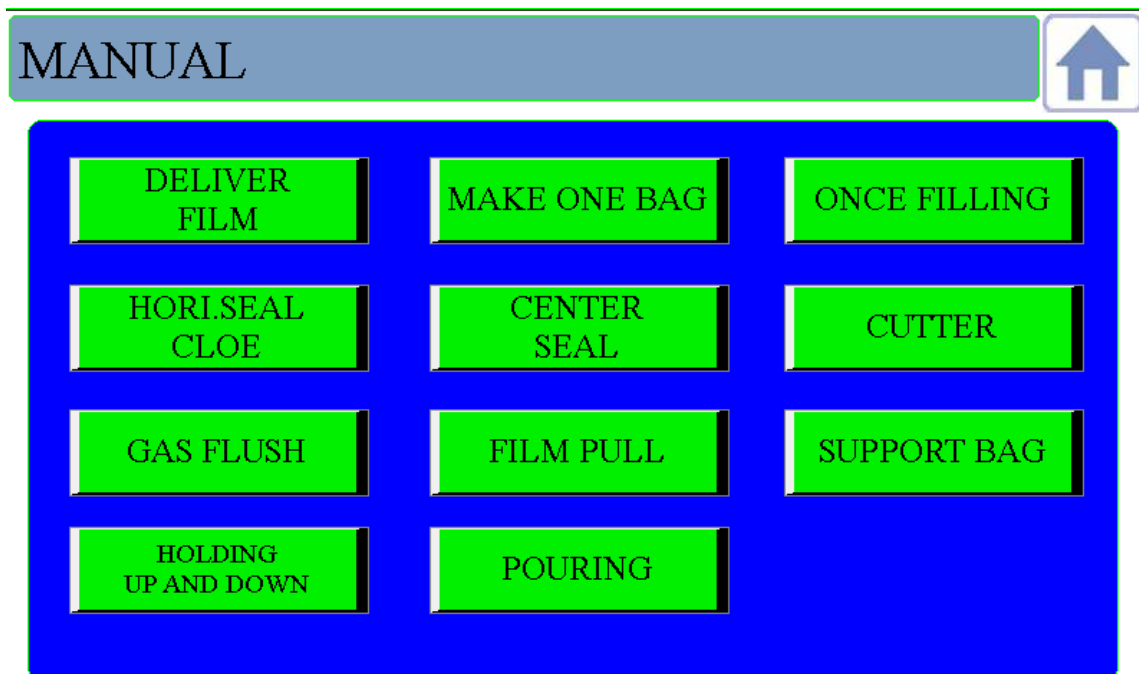 MANUAL
DELIVER
FILM
MAKE ONE BAG
ONCE FILLING
HORI.SEAL
CLOE
CENTER
SEAL
CUTTER
GAS FLUSH
FILM PULL
SUPPORT BAG
HOLDING
UP AND DOWN
POURING